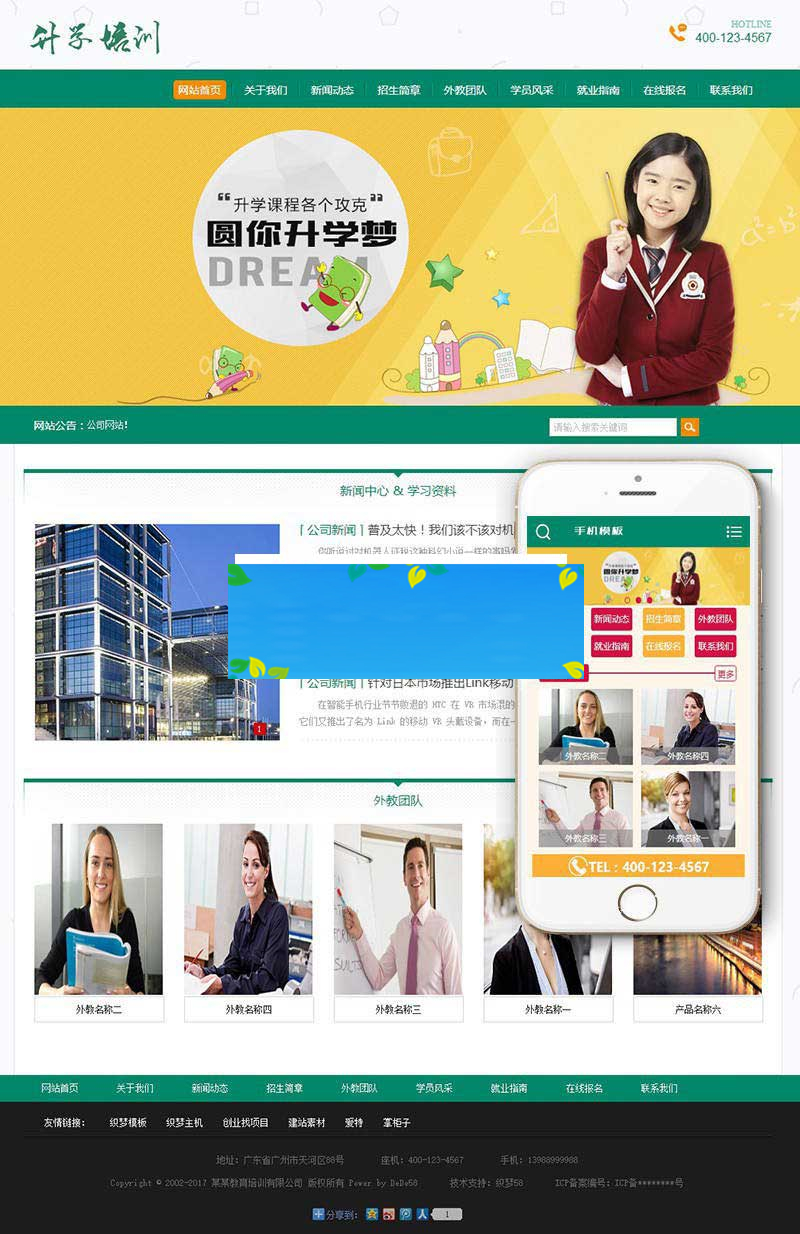 升学培训
HOTLINE
400-123-4567
网站首页 关于我们 新闻动态 招生简章 外教团队 学员风采 就业指南 在线报名 联系我们
“升学课程各个攻克”
圆你升学梦
DREAM
a²=b²
网站公告：公司网站！
请输入搜索关键词
新闻中心 & 学习资料
[ 公司新闻 ] 普及太快！我们该不该对机
[ 公司新闻 ] 针对日本市场推出Link移动
在智能手机行业节节败退的 HTC 在 VR 市场混的
它们又推出了名为 Link 的移动 VR 头戴设备，而在一
1
手机模板
圆你升学梦
DREAM
新闻动态 招生简章 外教团队
就业指南 在线报名 联系我们
更多
外教名称二 外教名称四
外教名称三 外教名称一
TEL：400-123-4567
外教团队
外教名称二 外教名称四 外教名称三 外教名称一 产品名称六
网站首页 关于我们 新闻动态 招生简章 外教团队 学员风采 就业指南 在线报名 联系我们
友情链接： 织梦模板 织梦主机 创业找项目 建站素材 爱特 掌柜子
地址：广东省广州市天河区88号 座机：400-123-4567 手机：13988999988
Copyright © 2002-2017 某某教育培训有限公司 版权所有 Power by DeDe58 技术支持：织梦58 ICP备案编号：ICP备********号
分享到： 1